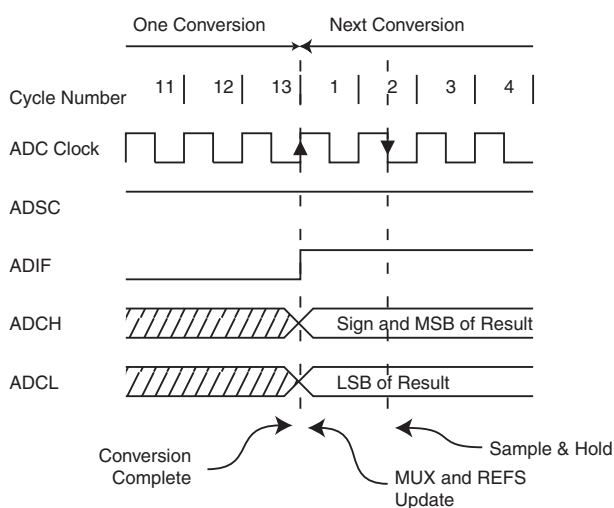 One Conversion Next Conversion
Cycle Number 11 12 13 1 2 3 4
ADC Clock
ADSC
ADIF
ADCH Sign and MSB of Result
ADCL LSB of Result
Conversion
Complete
MUX and REFS
Update
Sample & Hold